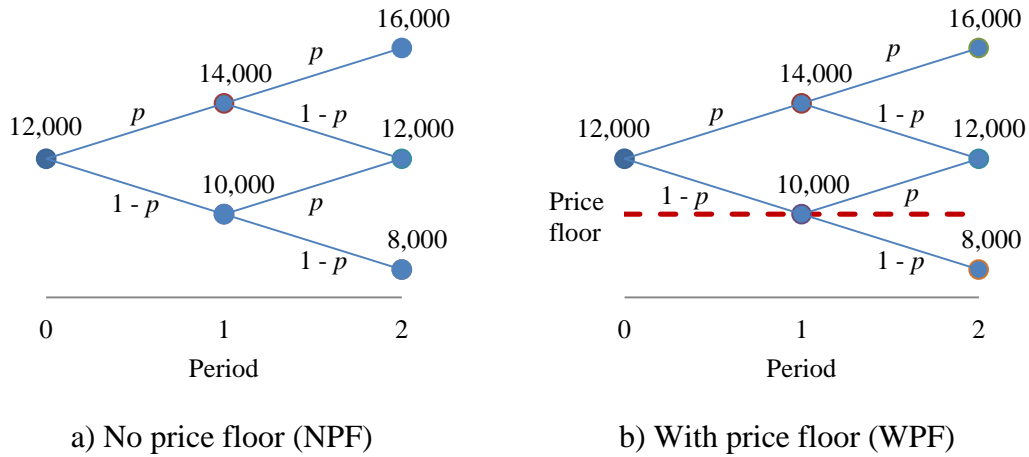 16,000
p
14,000
p
1 - p
12,000
12,000
10,000
1 - p
p
8,000
1 - p
0
1
2
Period
a) No price floor (NPF)
16,000
p
14,000
p
1 - p
12,000
12,000
10,000
1 - p
p
Price
floor
8,000
1 - p
0
1
2
Period
b) With price floor (WPF)